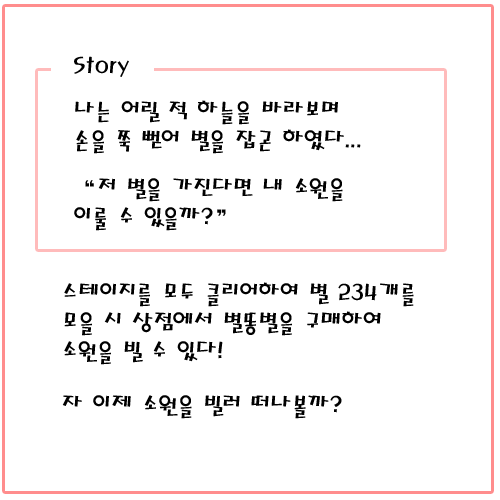 Story
나는 어릴 적 하늘을 바라보며
손을 쭉 뻗어 별을 잡곤 하였다...
“저 별을 가진다면 내 소원을
이룰 수 있을까?”
스테이지를 모두 클리어하여 별 234개를
모을 시 상점에서 별똥별을 구매하여
소원을 빌 수 있다!
자 이제 소원을 빌러 떠나볼까?